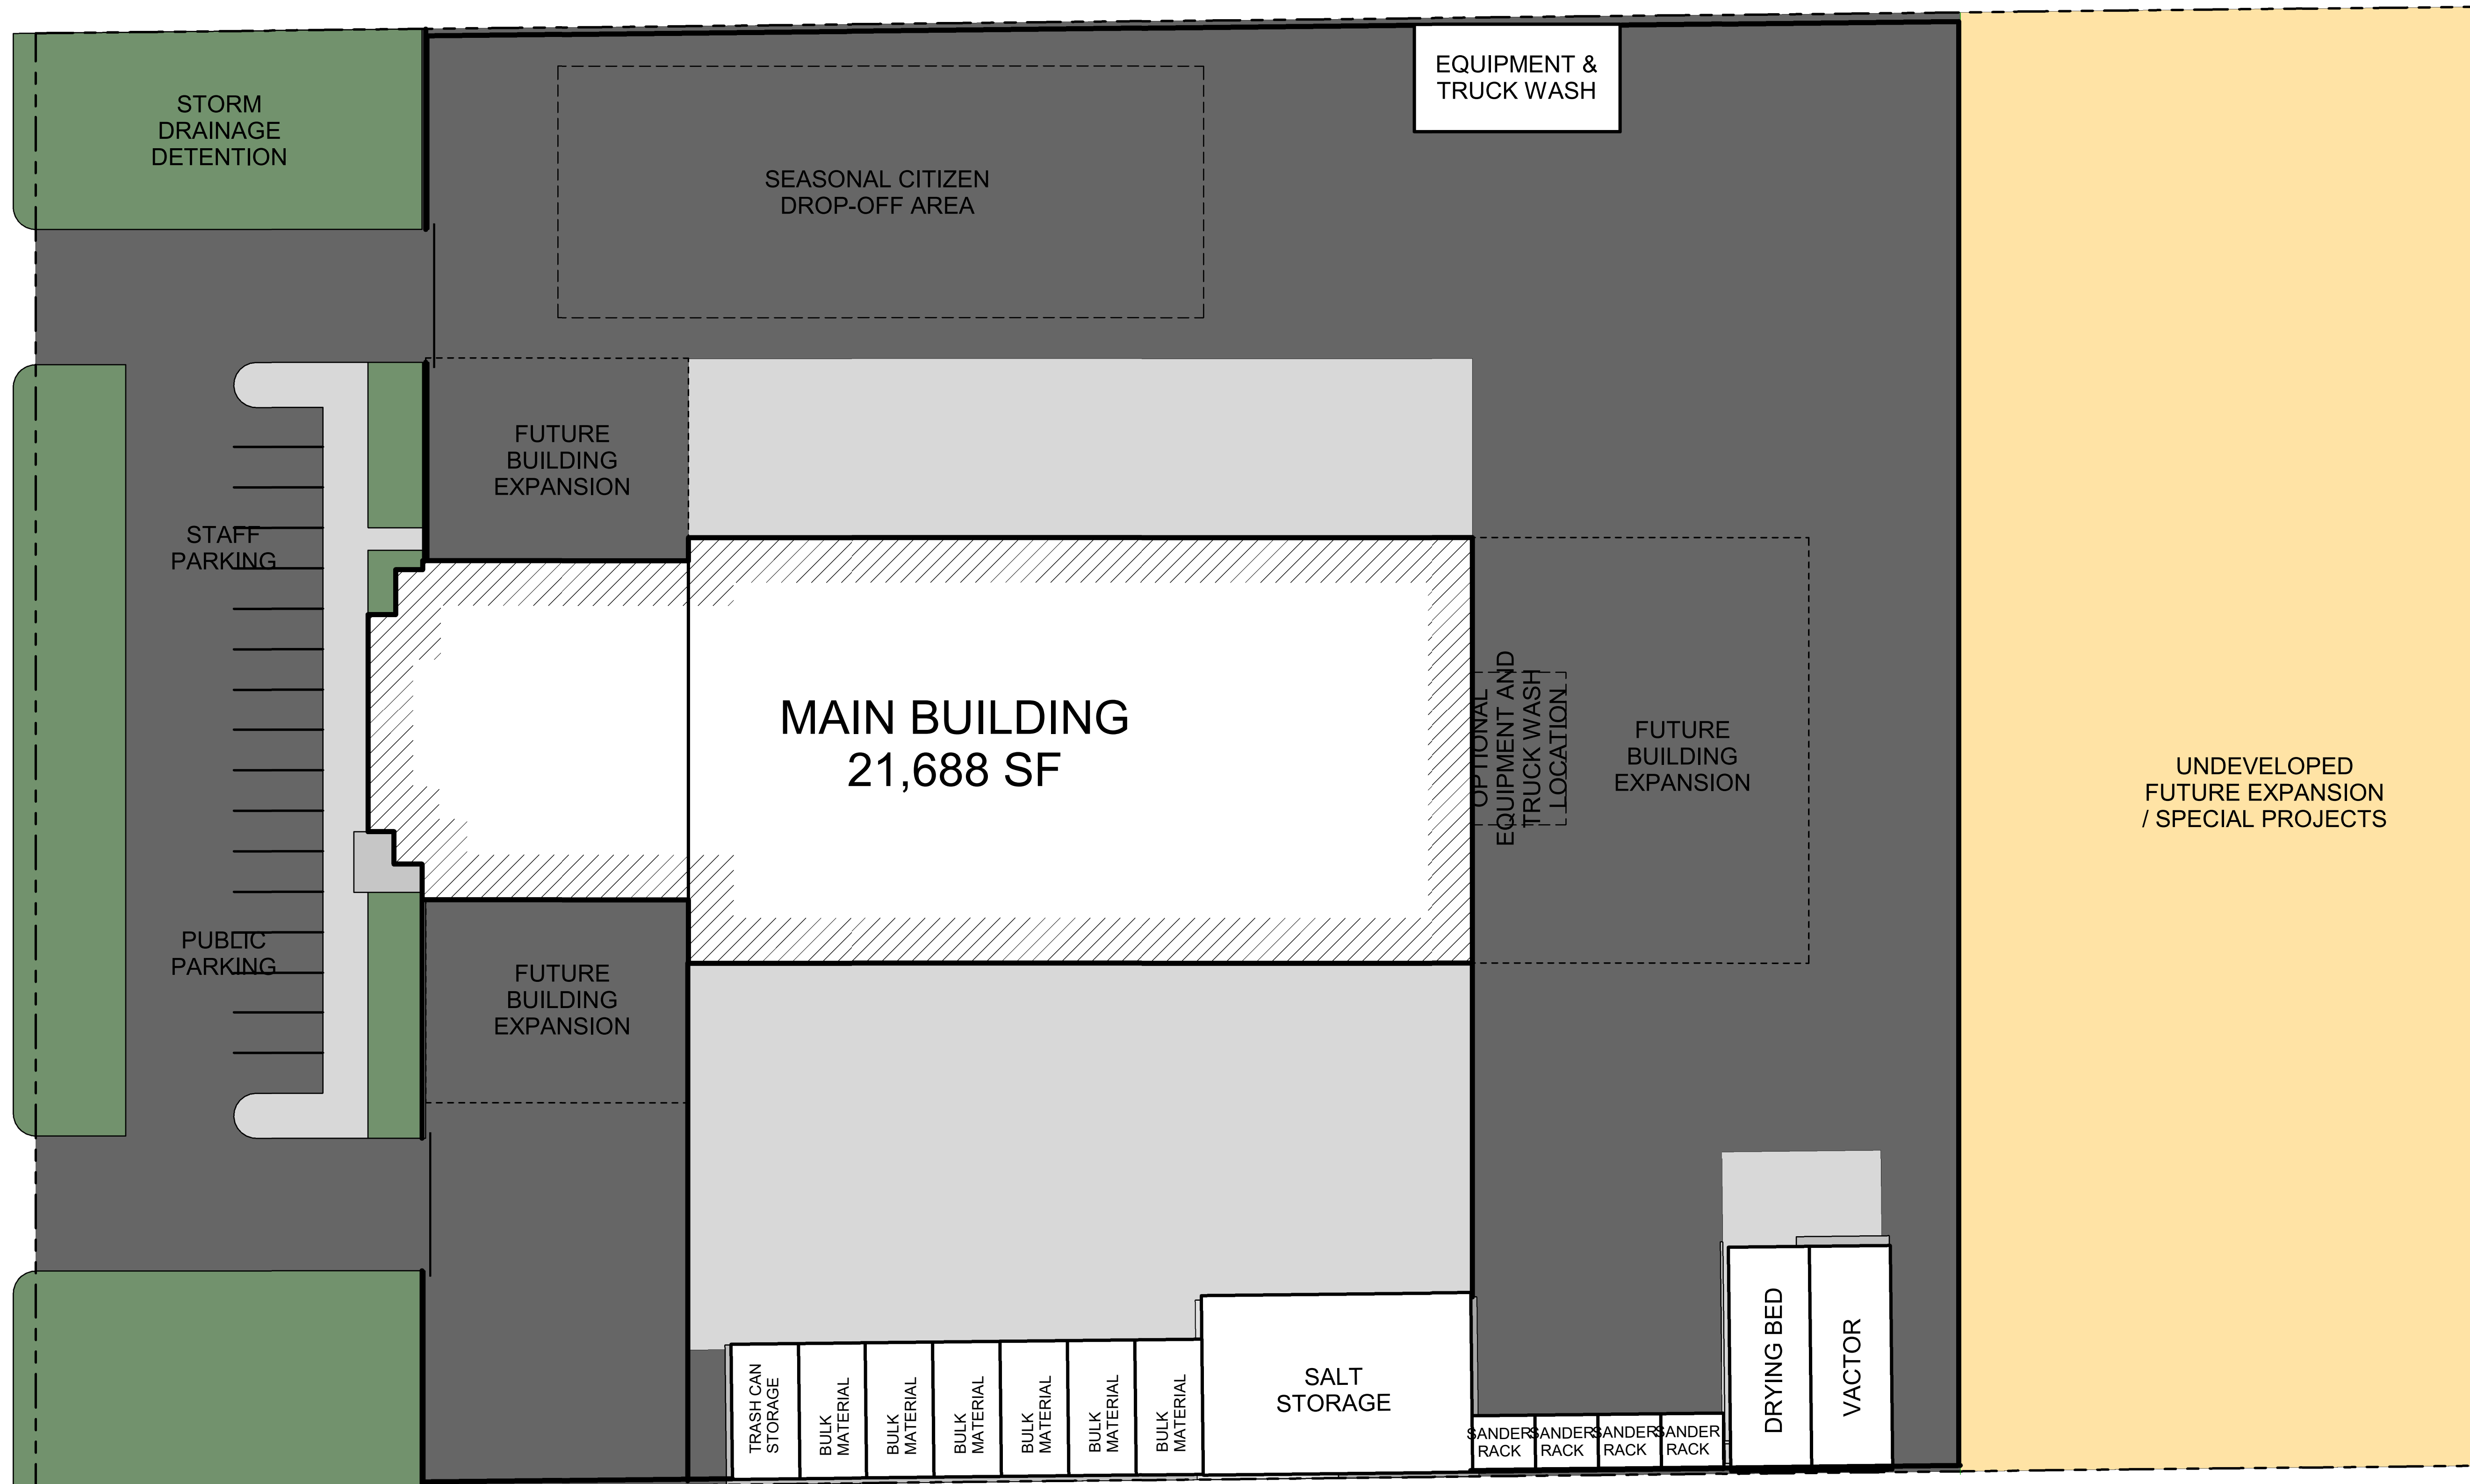 EQUIPMENT &
TRUCK WASH
STORM
DRAINAGE
DETENTION
SEASONAL CITIZEN
DROP-OFF AREA
FUTURE
BUILDING
EXPANSION
STAFF
PARKING
MAIN BUILDING
21,688 SF
OPTIONAL
EQUIPMENT AND
TRUCK WASH
LOCATION
FUTURE
BUILDING
EXPANSION
UNDEVELOPED
FUTURE EXPANSION
/ SPECIAL PROJECTS
PUBLIC
PARKING
FUTURE
BUILDING
EXPANSION
TRASH CAN
STORAGE
BULK
MATERIAL
BULK
MATERIAL
BULK
MATERIAL
BULK
MATERIAL
BULK
MATERIAL
BULK
MATERIAL
SALT
STORAGE
SANDER
RACK
SANDER
RACK
SANDER
RACK
SANDER
RACK
DRYING BED
VACTOR